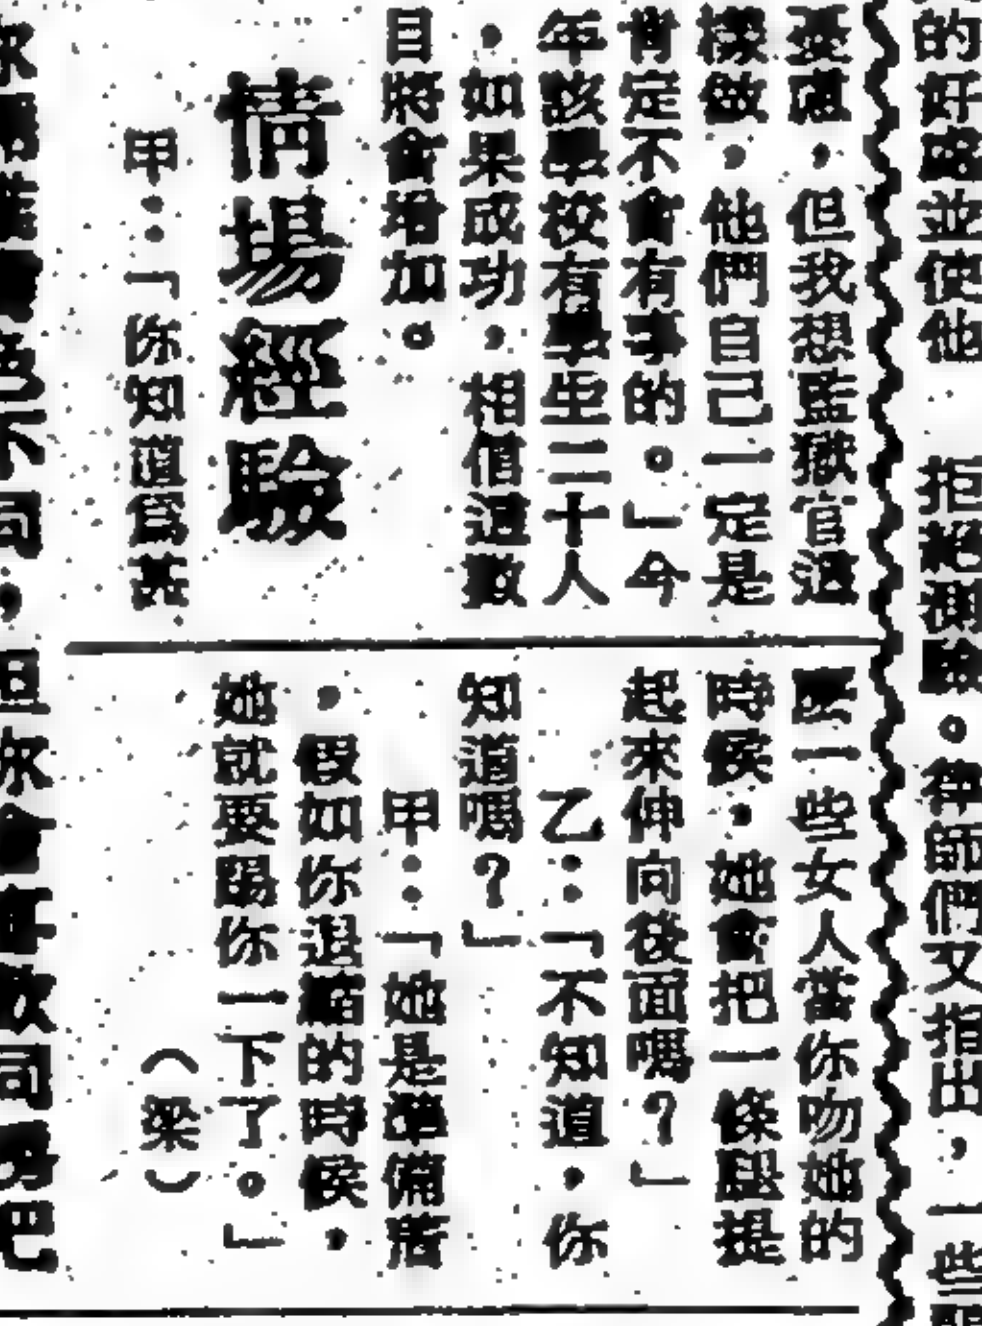 的好處並使他
拒絕測驗。律師們又指出，一些
憂慮，但我想監獄官這
樣做，他們自己一定是
肯定不會有事的。」今
年該學校有學生二十人
，如果成功，相信這數
目將會增加。
情場經驗
甲：「你知道爲甚
麼一些女人當你吻她的
時侯，她會把一條腿提
起來伸向後面嗎？」
乙：「不知道，你
知道嗎？」
甲：「她是準備着
，假如你退縮的時侯，
她就要踢你一下了。」
（梁）